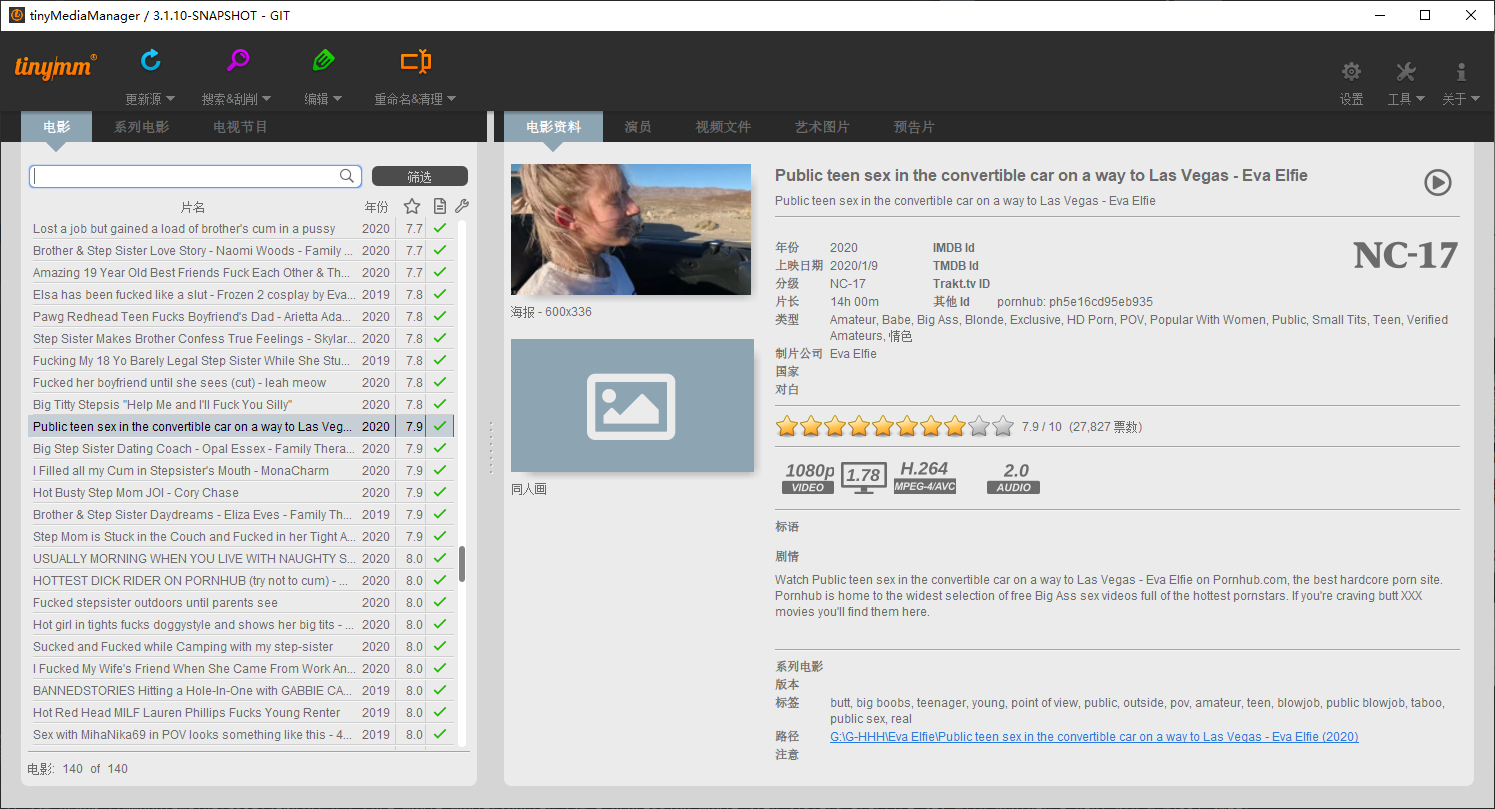 tinyMediaManager / 3.1.10-SNAPSHOT - GIT
tinymm®
更新源
搜索&刮削
编辑
重命名&清理
设置
工具
关于
电影
系列电影
电视节目
筛选
片名
年份
Lost a job but gained a load of brother's cum in a pussy 2020 7.7
Brother & Step Sister Love Story - Naomi Woods - Family ... 2020 7.7
Amazing 19 Year Old Best Friends Fuck Each Other & Th... 2020 7.7
Elsa has been fucked like a slut - Frozen 2 cosplay by Eva... 2019 7.8
Pawg Redhead Teen Fucks Boyfriend's Dad - Arietta Ada... 2020 7.8
Step Sister Makes Brother Confess True Feelings - Skylar... 2020 7.8
Fucking My 18 Yo Barely Legal Step Sister While She Stu... 2019 7.8
Fucked her boyfriend until she sees (cut) - leah meow 2020 7.8
Big Titty Stepsis "Help Me and I'll Fuck You Silly" 2020 7.8
Public teen sex in the convertible car on a way to Las Veg... 2020 7.9
Big Step Sister Dating Coach - Opal Essex - Family Thera... 2020 7.9
I Filled all my Cum in Stepsister's Mouth - MonaCharm 2020 7.9
Hot Busty Step Mom JOI - Cory Chase 2020 7.9
Brother & Step Sister Daydreams - Eliza Eves - Family Th... 2019 7.9
Step Mom is Stuck in the Couch and Fucked in her Tight A... 2020 7.9
USUALLY MORNING WHEN YOU LIVE WITH NAUGHTY S... 2020 8.0
HOTTEST DICK RIDER ON PORNHUB (try not to cum) - ... 2020 8.0
Fucked stepsister outdoors until parents see 2020 8.0
Hot girl in tights fucks doggystyle and shows her big tits - ... 2020 8.0
Sucked and Fucked while Camping with my step-sister 2020 8.0
I Fucked My Wife's Friend When She Came From Work An... 2020 8.0
BANNEDSTORIES Hitting a Hole-In-One with GABBIE CA... 2019 8.0
Hot Red Head MILF Lauren Phillips Fucks Young Renter 2019 8.0
Sex with MihaNika69 in POV looks something like this - 4... 2019 8.0
电影: 140 of 140
电影资料
演员
视频文件
艺术图片
预告片
海报 - 600x336
同人画
Public teen sex in the convertible car on a way to Las Vegas - Eva Elfie
Public teen sex in the convertible car on a way to Las Vegas - Eva Elfie
年份 2020 IMDB Id
上映日期 2020/1/9 TMDB Id
分级 NC-17 Trakt.tv ID
片长 14h 00m 其他 Id pornhub: ph5e16cd95eb935
NC-17
类型 Amateur, Babe, Big Ass, Blonde, Exclusive, HD Porn, POV, Popular With Women, Public, Small Tits, Teen, Verified
Amateurs, 情色
制片公司 Eva Elfie
国家
对白
7.9 / 10 (27,827 票数)
1080p
VIDEO
1.78
H.264
MPEG-4/AVC
2.0
AUDIO
标语
剧情
Watch Public teen sex in the convertible car on a way to Las Vegas - Eva Elfie on Pornhub.com, the best hardcore porn site.
Pornhub is home to the widest selection of free Big Ass sex videos full of the hottest pornstars. If you're craving butt XXX
movies you'll find them here.
系列电影
版本
标签 butt, big boobs, teenager, young, point of view, public, outside, pov, amateur, teen, blowjob, public blowjob, taboo,
public sex, real
路径 G:\G-HHH\Eva Elfie\Public teen sex in the convertible car on a way to Las Vegas - Eva Elfie (2020)
注意